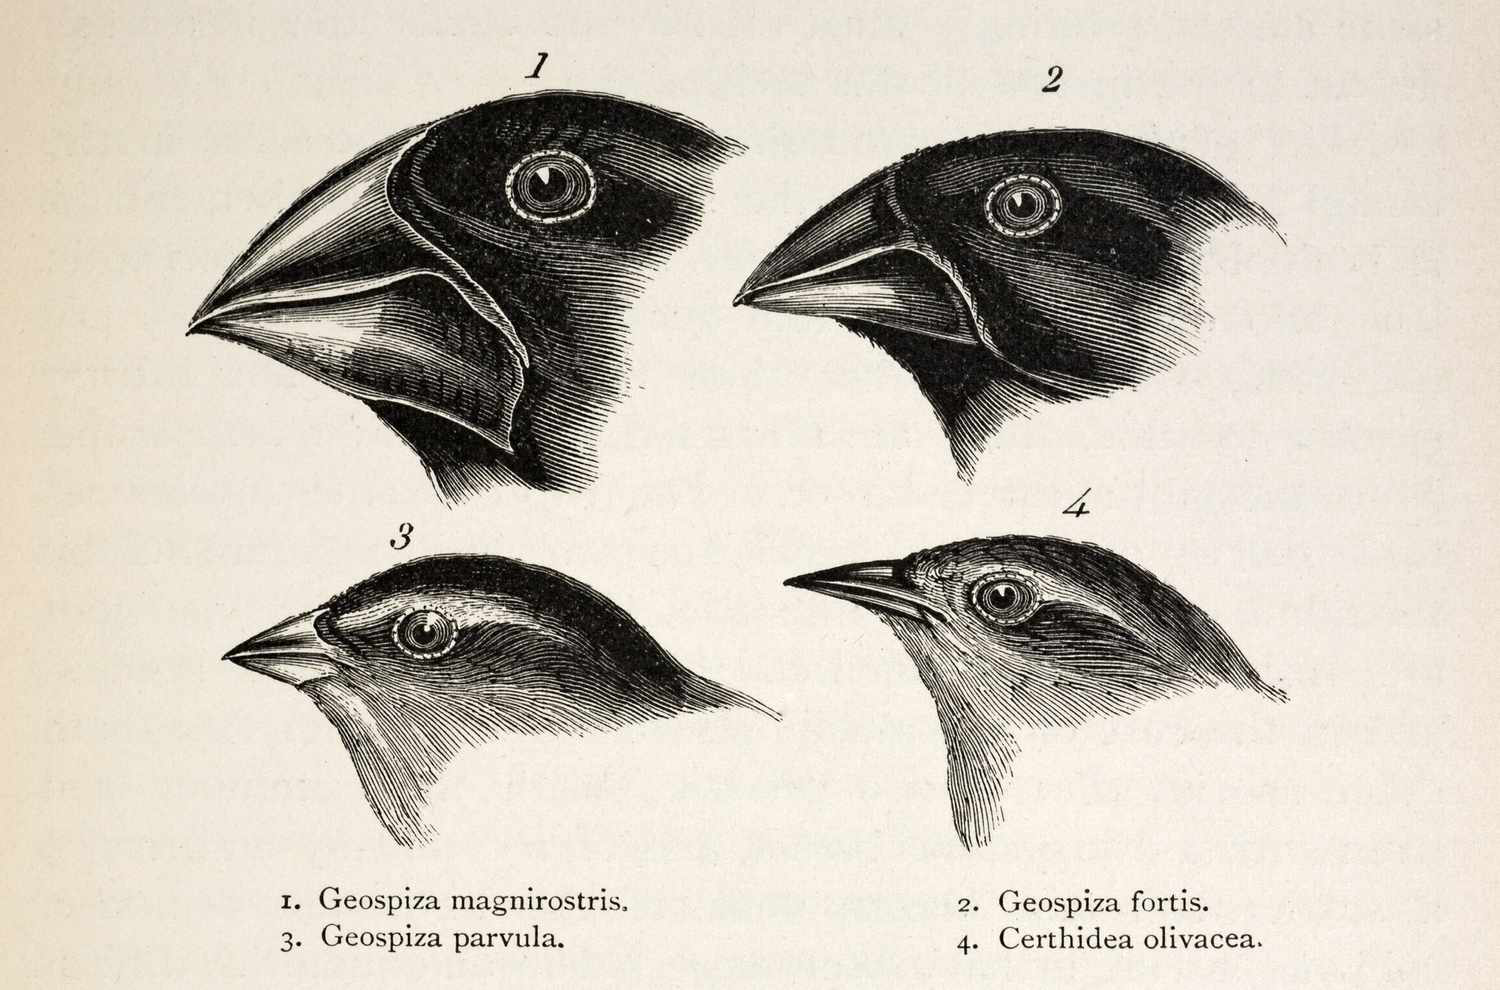 1
2
3
4
1. Geospiza magnirostris.
2. Geospiza fortis.
3. Geospiza parvula.
4. Certhidea olivacea.